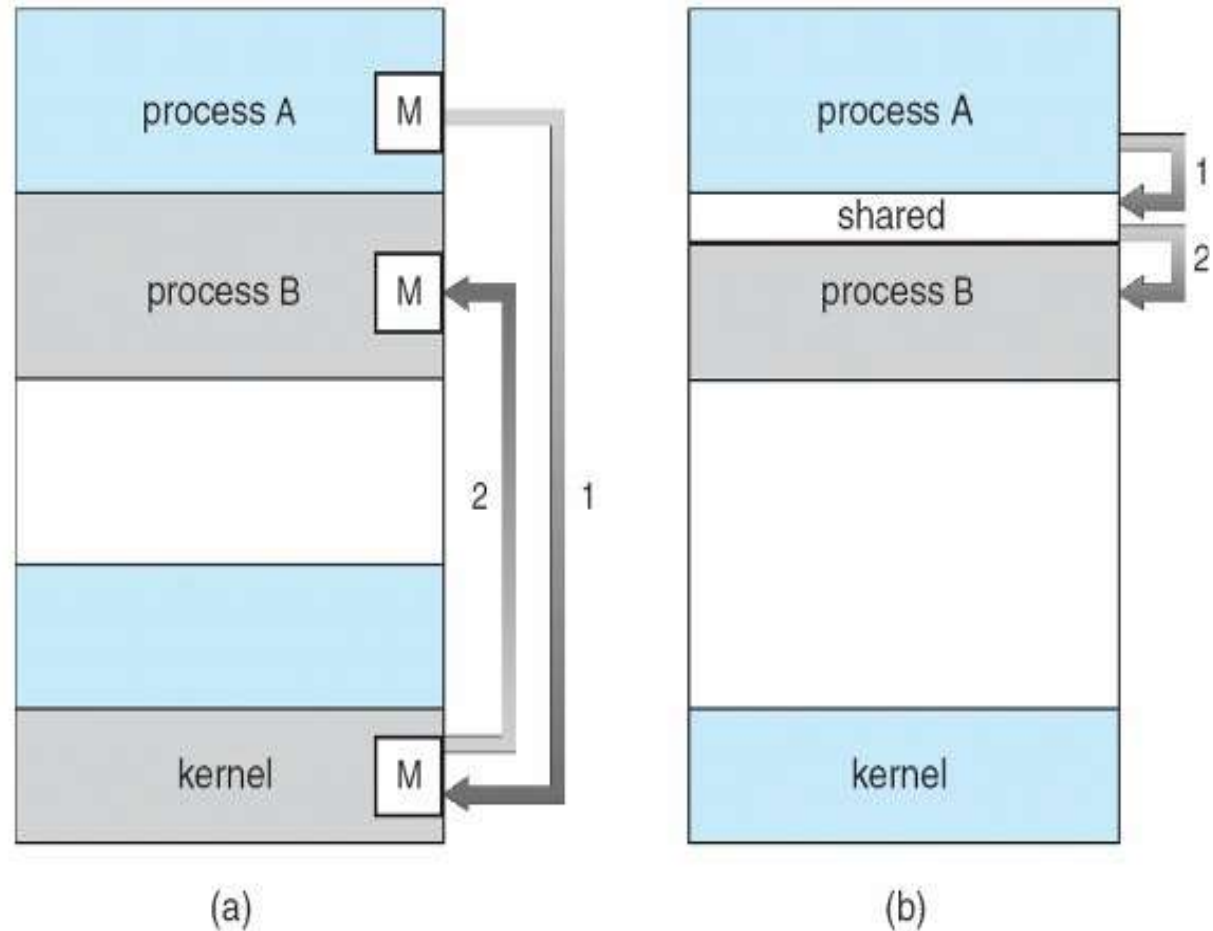 process A
M
process B
M
2
1
kernel
M
(a)
process A
1
shared
2
process B
kernel
(b)